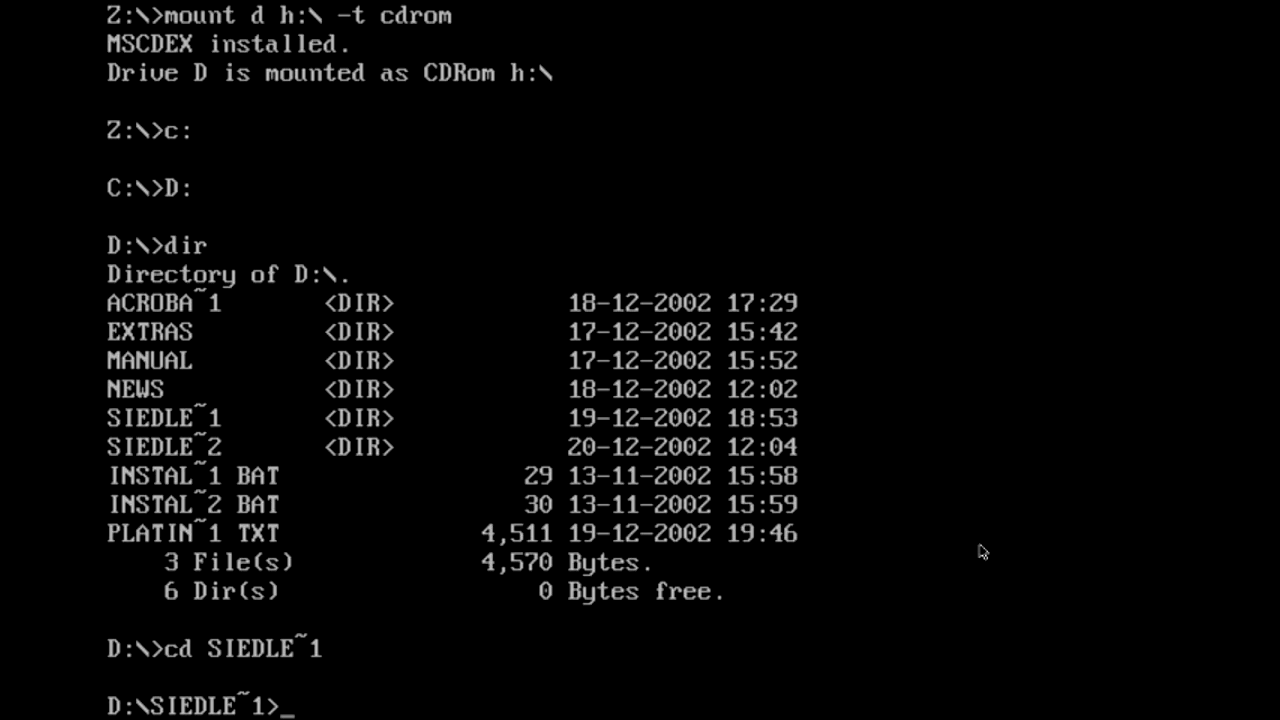 Z:\>mount d h:\ -t cdrom
MSCDEX installed.
Drive D is mounted as CDRom h:\
Z:\>c:
C:\>D:
D:\>dir
Directory of D:\.
ACROBA~1 <DIR> 18-12-2002 17:29
EXTRAS <DIR> 17-12-2002 15:42
MANUAL <DIR> 17-12-2002 15:52
NEWS <DIR> 18-12-2002 12:02
SIEDLE~1 <DIR> 19-12-2002 18:53
SIEDLE~2 <DIR> 20-12-2002 12:04
INSTAL~1 BAT 29 13-11-2002 15:58
INSTAL~2 BAT 30 13-11-2002 15:59
PLATIN~1 TXT 4,511 19-12-2002 19:46
3 File(s) 4,570 Bytes.
6 Dir(s) 0 Bytes free.
D:\>cd SIEDLE~1
D:\SIEDLE~1>_